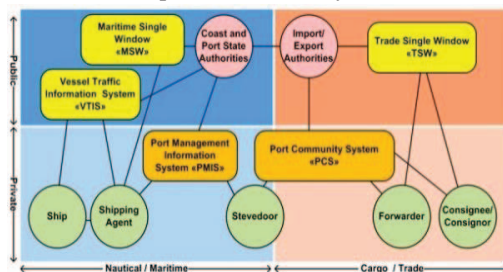 Public
Private
Maritime Single
Window
«MSW»
Coast and
Port State
Authorities
Import/
Export
Authorities
Trade Single Window
«TSW»
Vessel Traffic
Information System
«VTIS»
Port Management
Information
System «PMIS»
Port Community System
«PCS»
Ship
Shipping
Agent
Stevedoor
Forwarder
Consignee/
Consignor
Nautical / Maritime
Cargo / Trade